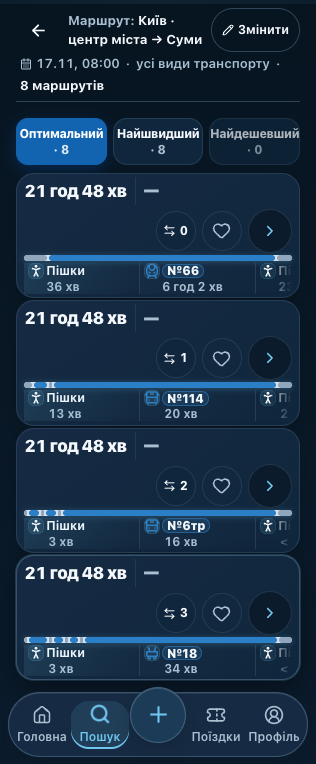 Маршрут: Київ ·
центр міста → Суми
Змінити
17.11, 08:00 · усі види транспорту ·
8 маршрутів
Оптимальний
· 8
Найшвидший
· 8
Найдешевший
· 0
21 год 48 хв —
0
Пішки
36 хв
№66
6 год 2 хв
21 год 48 хв —
1
Пішки
13 хв
№114
20 хв
21 год 48 хв —
2
Пішки
3 хв
№6тр
16 хв
<
21 год 48 хв —
3
Пішки
3 хв
№18
34 хв
<
Головна
Пошук
Поїздки
Профіль